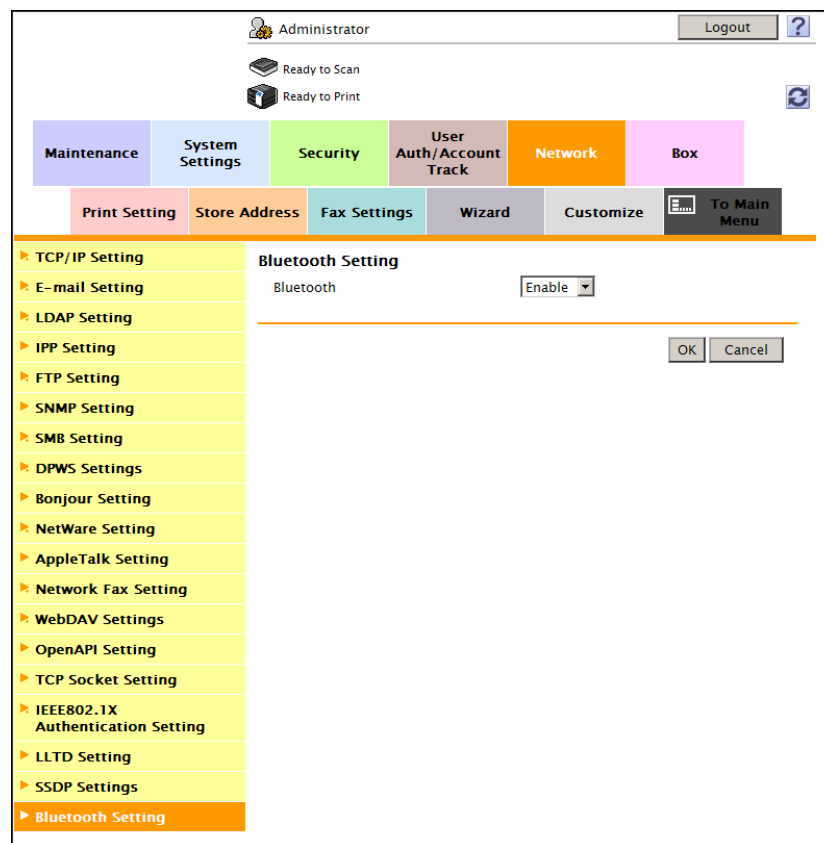 Administrator
Logout
?
Ready to Scan
Ready to Print
Maintenance
System
Settings
Security
User
Auth/Account
Track
Network
Box
Print Setting
Store Address
Fax Settings
Wizard
Customize
To Main
Menu
TCP/IP Setting
E-mail Setting
LDAP Setting
IPP Setting
FTP Setting
SNMP Setting
SMB Setting
DPWS Settings
Bonjour Setting
NetWare Setting
AppleTalk Setting
Network Fax Setting
WebDAV Settings
OpenAPI Setting
TCP Socket Setting
IEEE802.1X
Authentication Setting
LLTD Setting
SSDP Settings
Bluetooth Setting
Bluetooth Setting
Bluetooth
Enable
OK
Cancel